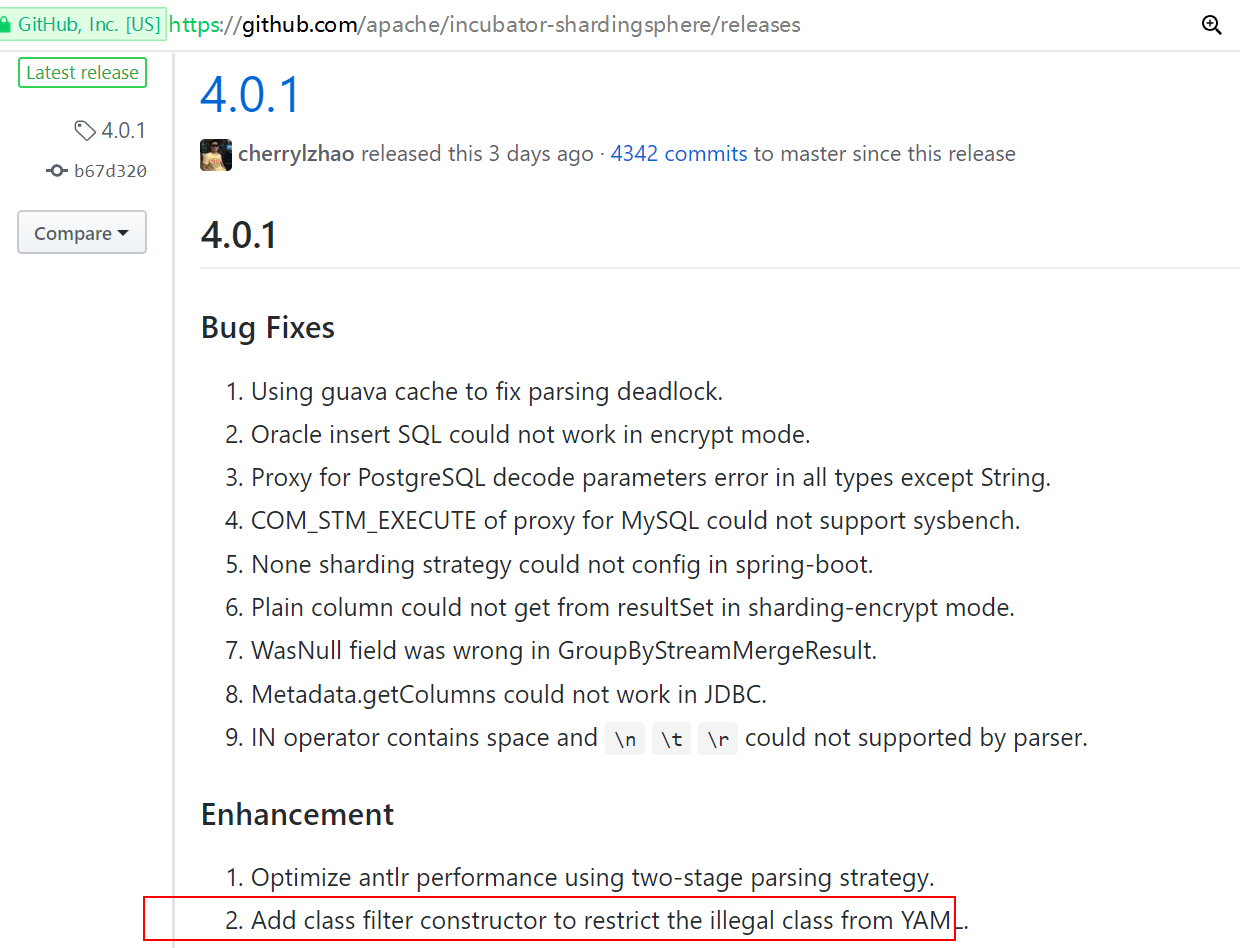 GitHub, Inc. [US] https://github.com/apache/incubator-shardingsphere/releases
Latest release
4.0.1
b67d320
Compare
4.0.1
cherrylzhao released this 3 days ago · 4342 commits to master since this release
4.0.1
Bug Fixes
1. Using guava cache to fix parsing deadlock.
2. Oracle insert SQL could not work in encrypt mode.
3. Proxy for PostgreSQL decode parameters error in all types except String.
4. COM_STM_EXECUTE of proxy for MySQL could not support sysbench.
5. None sharding strategy could not config in spring-boot.
6. Plain column could not get from resultSet in sharding-encrypt mode.
7. WasNull field was wrong in GroupByStreamMergeResult.
8. Metadata.getColumns could not work in JDBC.
9. IN operator contains space and \n \t \r could not supported by parser.
Enhancement
1. Optimize antlr performance using two-stage parsing strategy.
2. Add class filter constructor to restrict the illegal class from YAML.